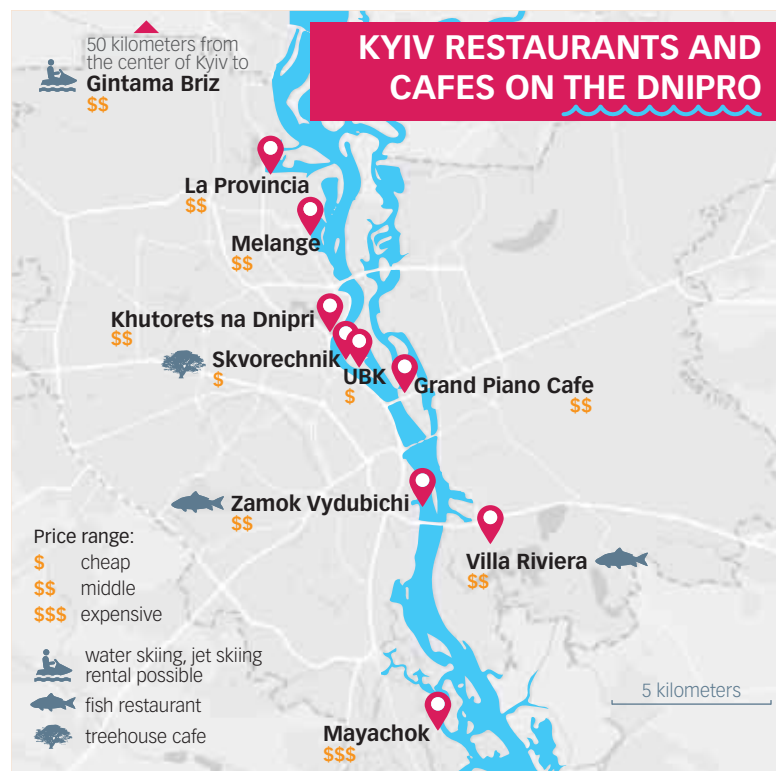 KYIV RESTAURANTS AND
CAFES ON THE DNIPRO
50 kilometers from
the center of Kyiv to
Gintama Briz
$$
La Provincia
$$
Melange
$$
Khutorets na Dnipri
$$
Skvorechnik
$
UBK
$
Grand Piano Cafe
$$
Zamok Vydubichi
$$
Villa Riviera
$$
Price range:
$ cheap
$$ middle
$$$ expensive
water skiing, jet skiing
rental possible
fish restaurant
treehouse cafe
5 kilometers
Mayachok
$$$